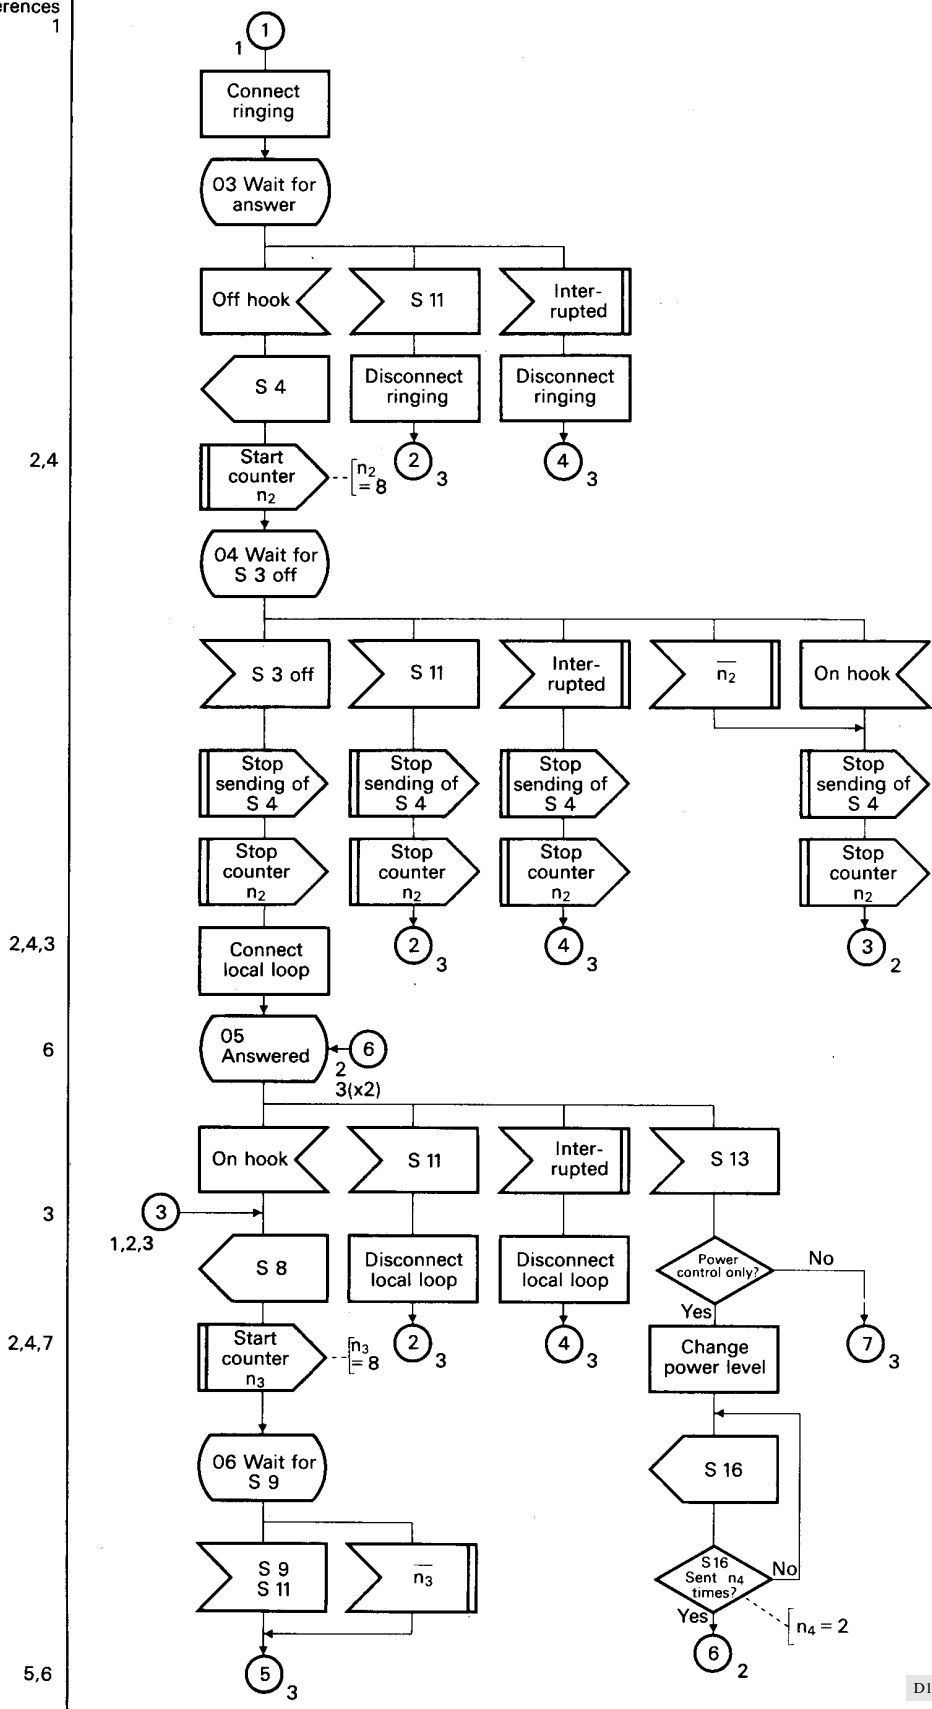 erences
1
1
1
Connect
ringing
03 Wait for
answer
Off hook
S 11
Inter-
rupted
S 4
Disconnect
ringing
Disconnect
ringing
2,4
Start
counter
n2
n2
= 8
2
3
4
3
04 Wait for
S 3 off
S 3 off
S 11
Inter-
rupted
n2
On hook
Stop
sending of
S 4
Stop
sending of
S 4
Stop
sending of
S 4
Stop
sending of
S 4
Stop
counter
n2
Stop
counter
n2
Stop
counter
n2
Stop
counter
n2
2,4,3
Connect
local loop
2
3
4
3
3
2
6
05
Answered
6
2
3(x2)
On hook
S 11
Inter-
rupted
S 13
3
3
1,2,3
S 8
Disconnect
local loop
Disconnect
local loop
Power
control only?
No
Yes
2,4,7
Start
counter
n3
n3
= 8
2
3
4
3
Change
power level
7
3
06 Wait for
S 9
S 16
S 9
S 11
n3
S16
Sent n4
times?
No
Yes
n4 = 2
5,6
5
3
6
2